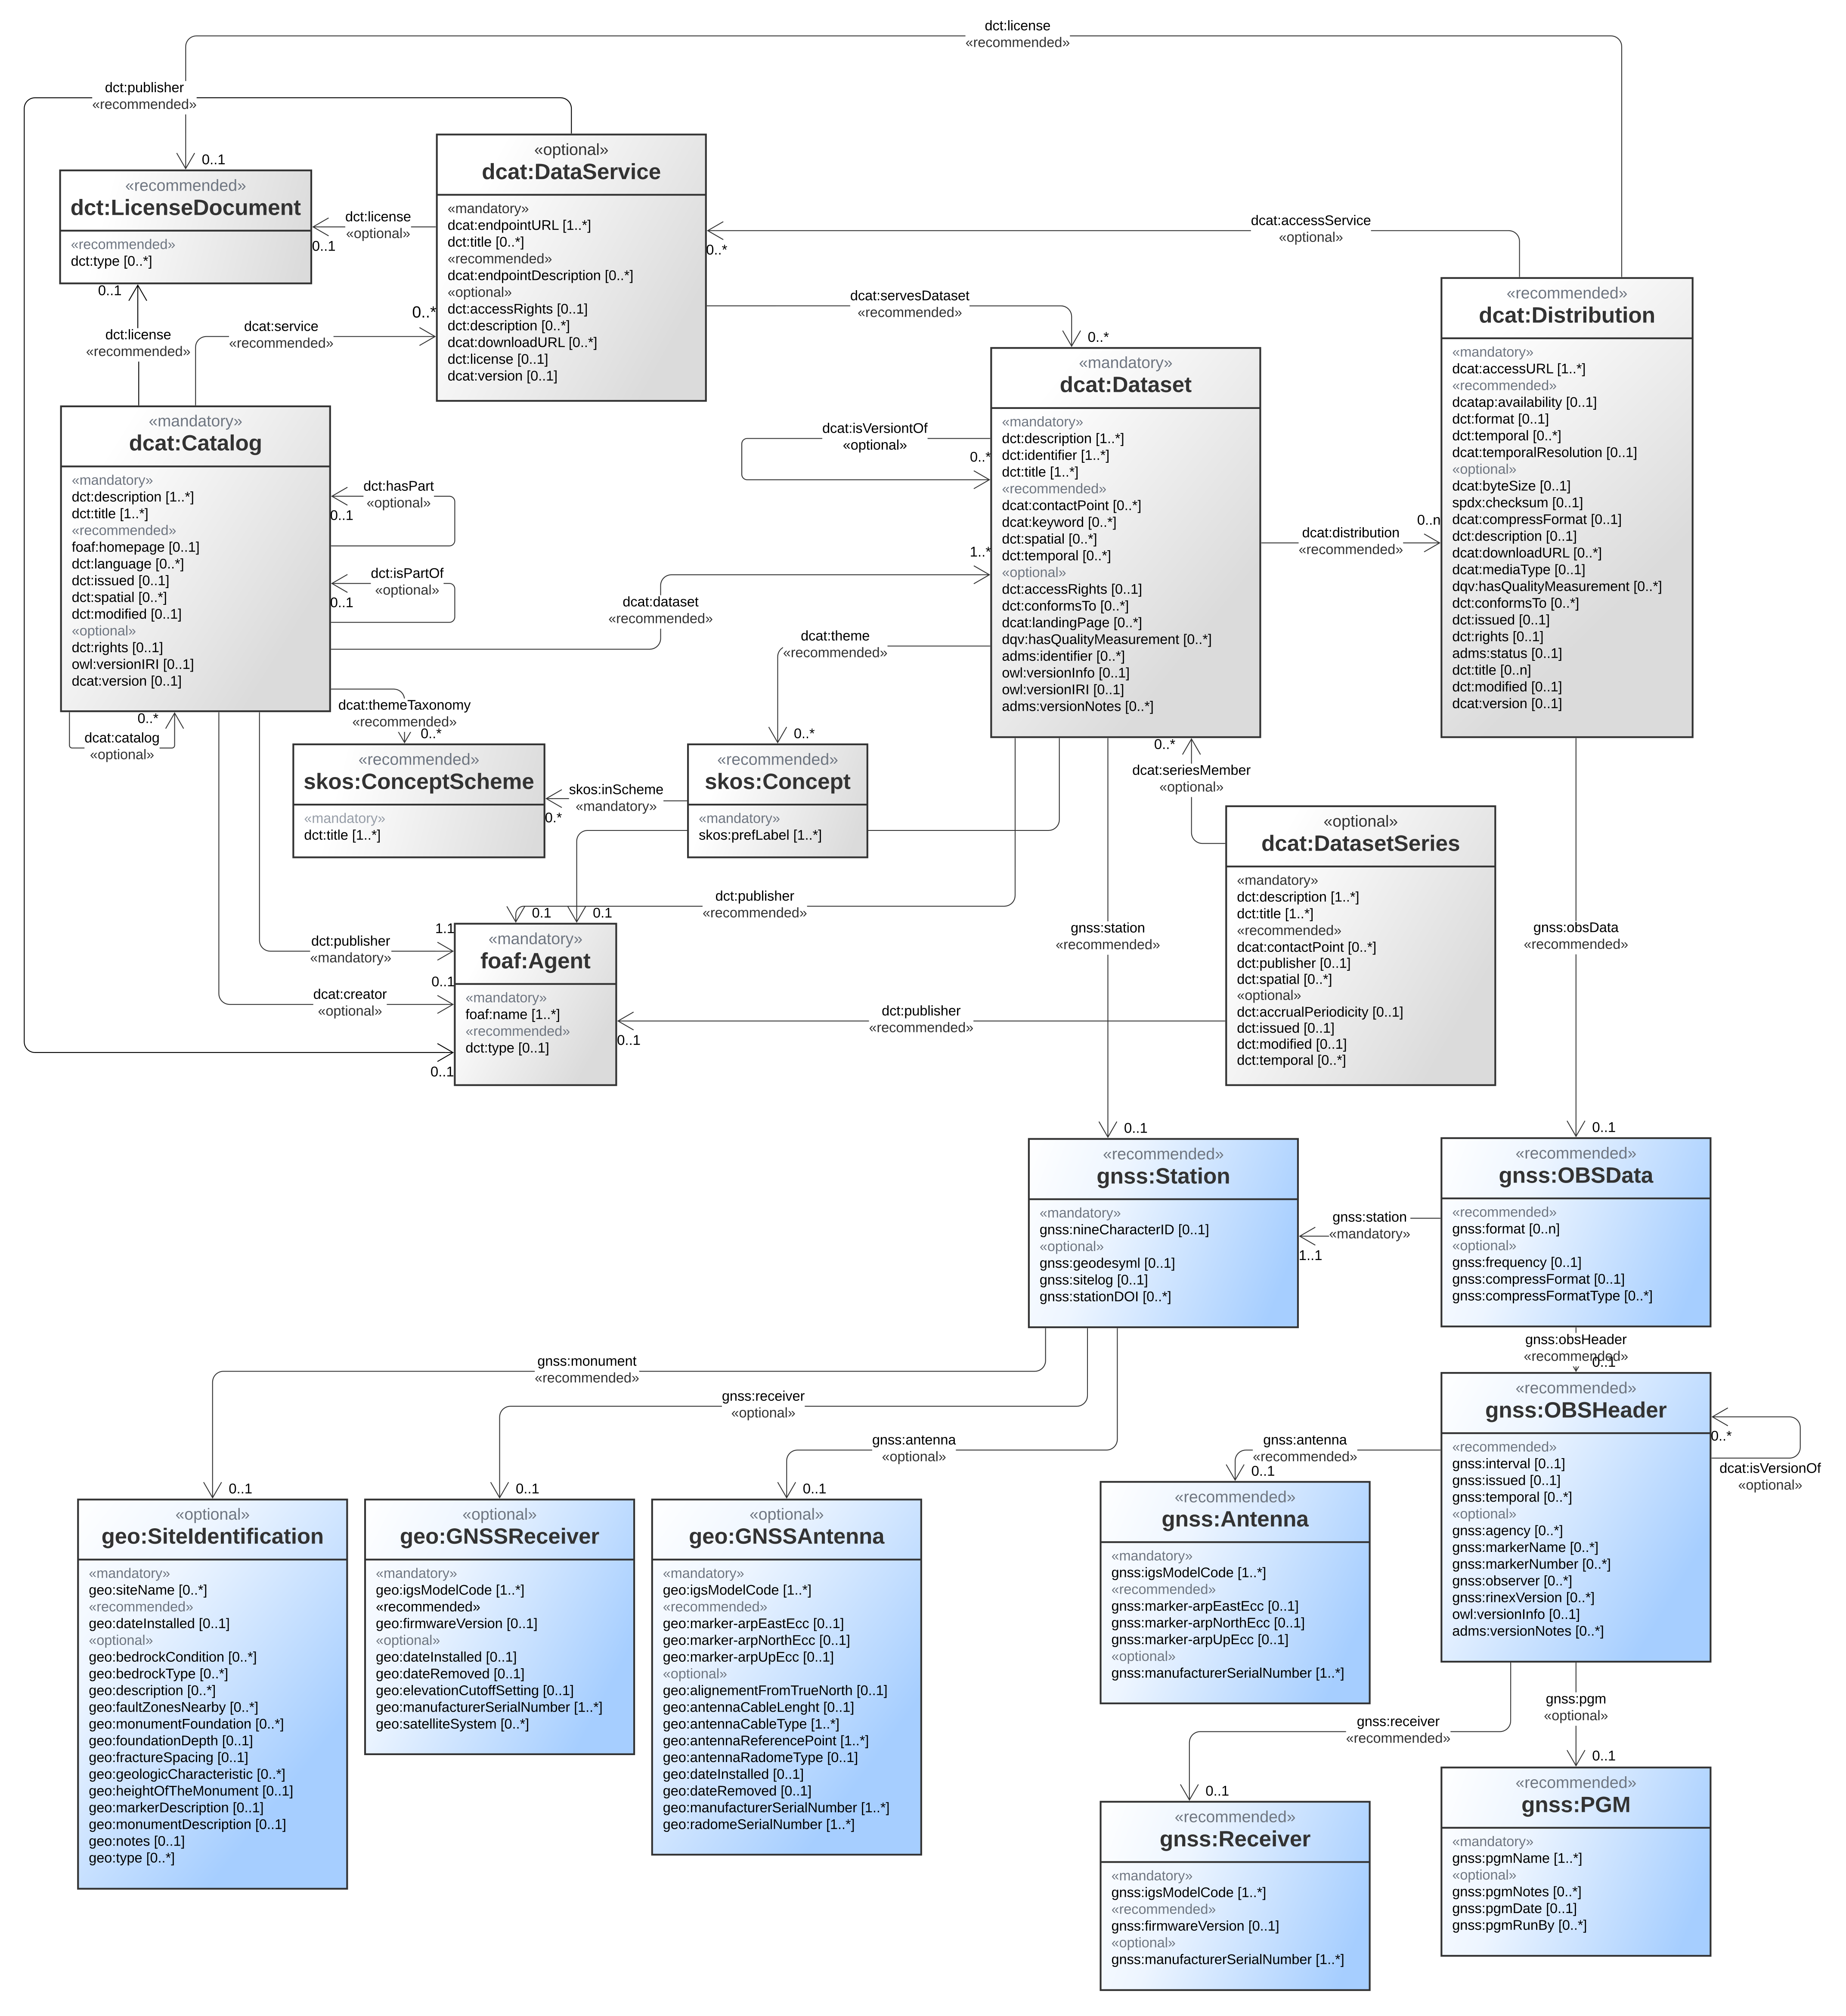 dct:license
«recommended»
dct:publisher
«recommended»
0..1
«recommended»
dct:LicenseDocument
«recommended»
dct:type [0..*]
dct:license
«optional»
0..1
«optional»
dcat:DataService
«mandatory»
dcat:endpointURL [1..*]
dct:title [0..*]
«recommended»
dcat:endpointDescription [0..*]
«optional»
dct:accessRights [0..1]
dct:description [0..*]
dcat:downloadURL [0..*]
dct:license [0..1]
dcat:version [0..1]
dcat:accessService
«optional»
0..*
dcat:servesDataset
«recommended»
0..*
0..1
dct:license
«recommended»
dcat:service
«recommended»
0..*
«mandatory»
dcat:Catalog
«mandatory»
dct:description [1..*]
dct:title [1..*]
«recommended»
foaf:homepage [0..1]
dct:language [0..*]
dct:issued [0..1]
dct:spatial [0..*]
dct:modified [0..1]
«optional»
dct:rights [0..1]
owl:versionIRI [0..1]
dcat:version [0..1]
dct:hasPart
«optional»
0..1
dct:isPartOf
«optional»
0..1
0..*
dcat:catalog
«optional»
dcat:dataset
«recommended»
1..*
dcat:isVersiontOf
«optional»
0..*
«mandatory»
dcat:Dataset
«mandatory»
dct:description [1..*]
dct:identifier [1..*]
dct:title [1..*]
«recommended»
dcat:contactPoint [0..*]
dcat:keyword [0..*]
dct:spatial [0..*]
dct:temporal [0..*]
«optional»
dct:accessRights [0..1]
dct:conformsTo [0..*]
dcat:landingPage [0..*]
dqv:hasQualityMeasurement [0..*]
adms:identifier [0..*]
owl:versionInfo [0..1]
owl:versionIRI [0..1]
adms:versionNotes [0..*]
dcat:distribution
«recommended»
0..n
«recommended»
dcat:Distribution
«mandatory»
dcat:accessURL [1..*]
«recommended»
dcatap:availability [0..1]
dct:format [0..1]
dct:temporal [0..*]
dcat:temporalResolution [0..1]
«optional»
dcat:byteSize [0..1]
spdx:checksum [0..1]
dcat:compressFormat [0..1]
dct:description [0..1]
dcat:downloadURL [0..*]
dcat:mediaType [0..1]
dqv:hasQualityMeasurement [0..*]
dct:conformsTo [0..*]
dct:issued [0..1]
dct:rights [0..1]
adms:status [0..1]
dct:title [0..n]
dct:modified [0..1]
dcat:version [0..1]
dcat:theme
«recommended»
0..*
dcat:themeTaxonomy
«recommended»
0..*
«recommended»
skos:ConceptScheme
«mandatory»
dct:title [1..*]
skos:inScheme
«mandatory»
0.*
«recommended»
skos:Concept
«mandatory»
skos:prefLabel [1..*]
0..*
dcat:seriesMember
«optional»
«optional»
dcat:DatasetSeries
«mandatory»
dct:description [1..*]
dct:title [1..*]
«recommended»
dcat:contactPoint [0..*]
dct:publisher [0..1]
dct:spatial [0..*]
«optional»
dct:accrualPeriodicity [0..1]
dct:issued [0..1]
dct:modified [0..1]
dct:temporal [0..*]
dct:publisher
«recommended»
0.1
0.1
1.1
dct:publisher
«mandatory»
0..1
dcat:creator
«optional»
0..1
«mandatory»
foaf:Agent
«mandatory»
foaf:name [1..*]
«recommended»
dct:type [0..1]
dct:publisher
«recommended»
0..1
gnss:station
«recommended»
0..1
gnss:obsData
«recommended»
0..1
«recommended»
gnss:Station
«mandatory»
gnss:nineCharacterID [0..1]
«optional»
gnss:geodesyml [0..1]
gnss:sitelog [0..1]
gnss:stationDOI [0..*]
gnss:station
«mandatory»
1..1
«recommended»
gnss:OBSData
«recommended»
gnss:format [0..n]
«optional»
gnss:frequency [0..1]
gnss:compressFormat [0..1]
gnss:compressFormatType [0..*]
gnss:obsHeader
«recommended»
0..1
gnss:monument
«recommended»
0..1
gnss:receiver
«optional»
0..1
gnss:antenna
«optional»
0..1
«optional»
geo:SiteIdentification
«mandatory»
geo:siteName [0..*]
«recommended»
geo:dateInstalled [0..1]
«optional»
geo:bedrockCondition [0..*]
geo:bedrockType [0..*]
geo:description [0..*]
geo:faultZonesNearby [0..*]
geo:monumentFoundation [0..*]
geo:foundationDepth [0..1]
geo:fractureSpacing [0..1]
geo:geologicCharacteristic [0..*]
geo:heightOfTheMonument [0..1]
geo:markerDescription [0..1]
geo:monumentDescription [0..1]
geo:notes [0..1]
geo:type [0..*]
«optional»
geo:GNSSReceiver
«mandatory»
geo:igsModelCode [1..*]
«recommended»
geo:firmwareVersion [0..1]
«optional»
geo:dateInstalled [0..1]
geo:dateRemoved [0..1]
geo:elevationCutoffSetting [0..1]
geo:manufacturerSerialNumber [1..*]
geo:satelliteSystem [0..*]
«optional»
geo:GNSSAntenna
«mandatory»
geo:igsModelCode [1..*]
«recommended»
geo:marker-arpEastEcc [0..1]
geo:marker-arpNorthEcc [0..1]
geo:marker-arpUpEcc [0..1]
«optional»
geo:alignementFromTrueNorth [0..1]
geo:antennaCableLenght [0..1]
geo:antennaCableType [1..*]
geo:antennaReferencePoint [1..*]
geo:antennaRadomeType [0..1]
geo:dateInstalled [0..1]
geo:dateRemoved [0..1]
geo:manufacturerSerialNumber [1..*]
geo:radomeSerialNumber [1..*]
gnss:antenna
«recommended»
0..1
«recommended»
gnss:Antenna
«mandatory»
gnss:igsModelCode [1..*]
«recommended»
gnss:marker-arpEastEcc [0..1]
gnss:marker-arpNorthEcc [0..1]
gnss:marker-arpUpEcc [0..1]
«optional»
gnss:manufacturerSerialNumber [1..*]
«recommended»
gnss:OBSHeader
«recommended»
gnss:interval [0..1]
gnss:issued [0..1]
gnss:temporal [0..*]
«optional»
gnss:agency [0..*]
gnss:markerName [0..*]
gnss:markerNumber [0..*]
gnss:observer [0..*]
gnss:rinexVersion [0..*]
owl:versionInfo [0..1]
adms:versionNotes [0..*]
0..*
dcat:isVersionOf
«optional»
gnss:receiver
«recommended»
0..1
gnss:pgm
«optional»
0..1
«recommended»
gnss:Receiver
«mandatory»
gnss:igsModelCode [1..*]
«recommended»
gnss:firmwareVersion [0..1]
«optional»
gnss:manufacturerSerialNumber [1..*]
«recommended»
gnss:PGM
«mandatory»
gnss:pgmName [1..*]
«optional»
gnss:pgmNotes [0..*]
gnss:pgmDate [0..1]
gnss:pgmRunBy [0..*]